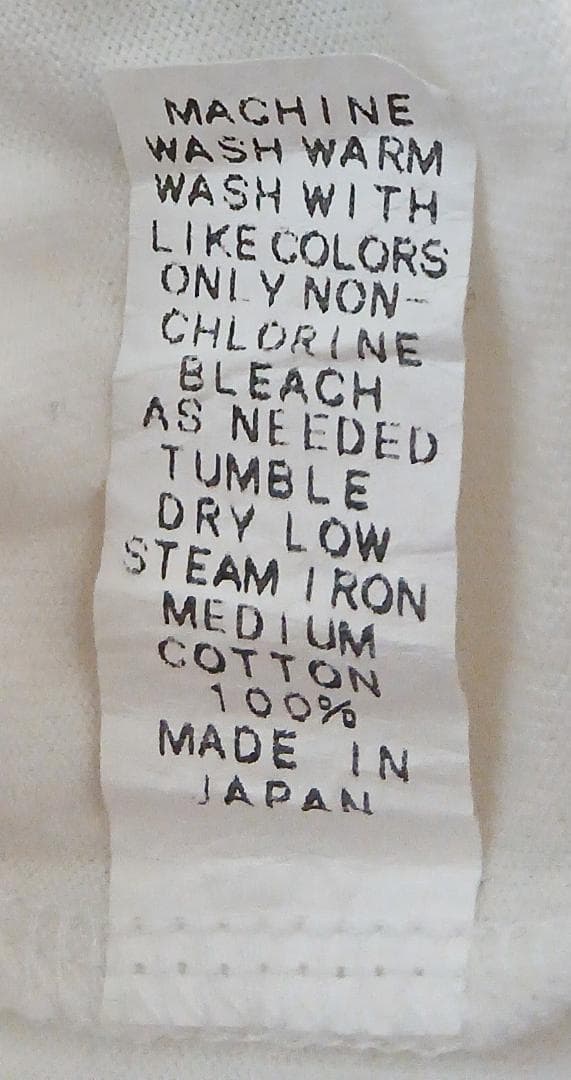 MACHINE
WASH WARM
WASH WITH
LIKE COLORS
ONLY NON-
CHLORINE
BLEACH
AS NEEDED
TUMBLE
DRY LOW
STEAM IRON
MEDIUM
COTTON
100%
MADE IN
JAPAN